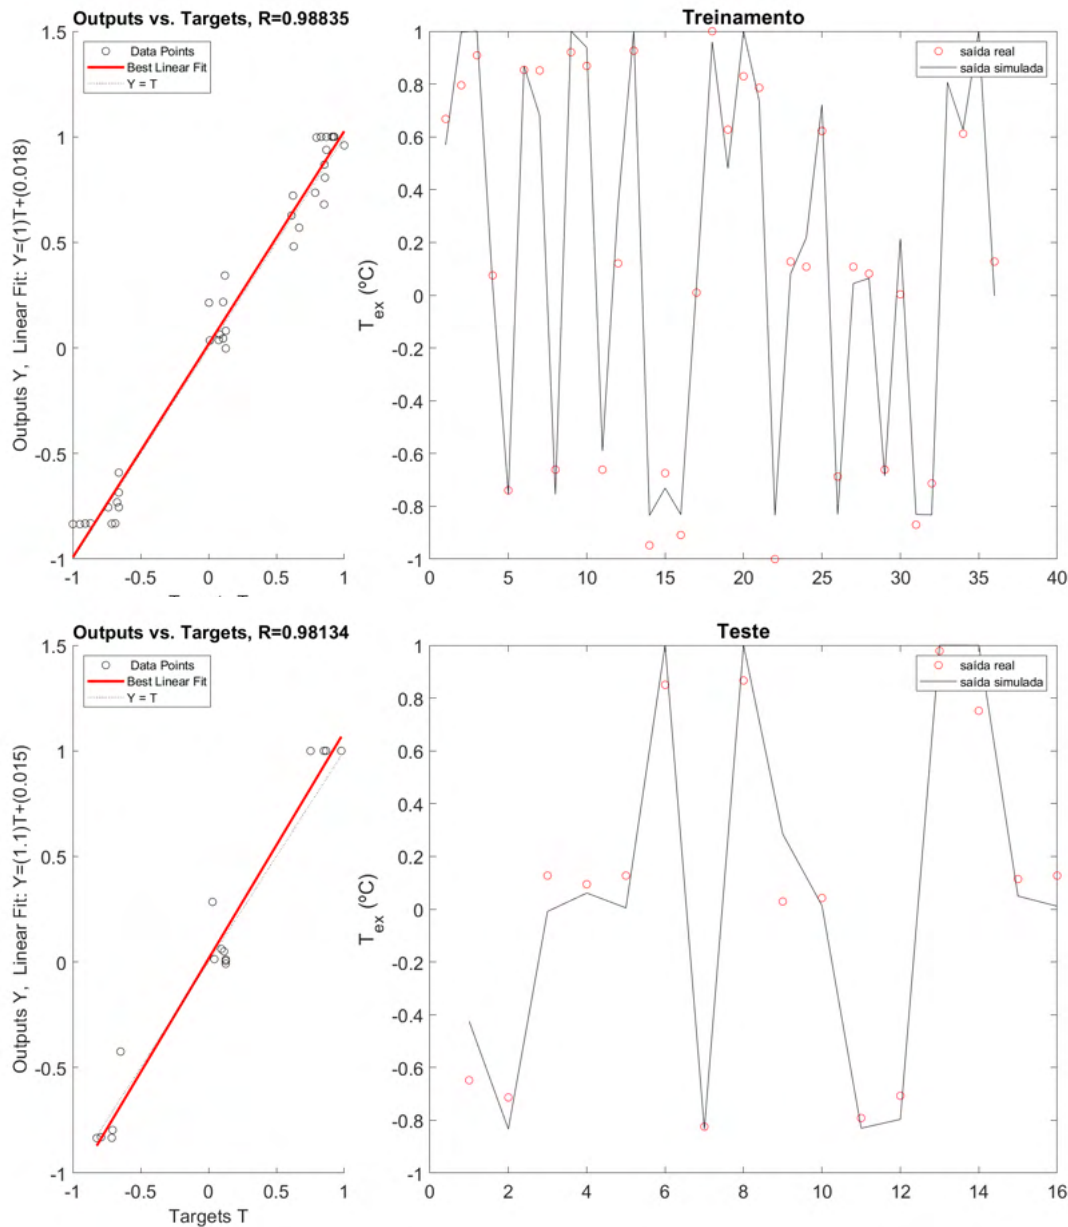 Outputs vs. Targets, R=0.98835
Data Points
Best Linear Fit
Y = T
Outputs Y, Linear Fit: Y=(1)T+(0.018)
1.5
1
0.5
0
-0.5
-1
-1 -0.5 0 0.5 1
Treinamento
saída real
saída simulada
T_ex (ºC)
1
0.8
0.6
0.4
0.2
0
-0.2
-0.4
-0.6
-0.8
-1
0 5 10 15 20 25 30 35 40
Outputs vs. Targets, R=0.98134
Data Points
Best Linear Fit
Y = T
Outputs Y, Linear Fit: Y=(1.1)T+(0.015)
1.5
1
0.5
0
-0.5
-1
-1 -0.5 0 0.5 1
Targets T
Teste
saída real
saída simulada
T_ex (ºC)
1
0.8
0.6
0.4
0.2
0
-0.2
-0.4
-0.6
-0.8
-1
0 2 4 6 8 10 12 14 16